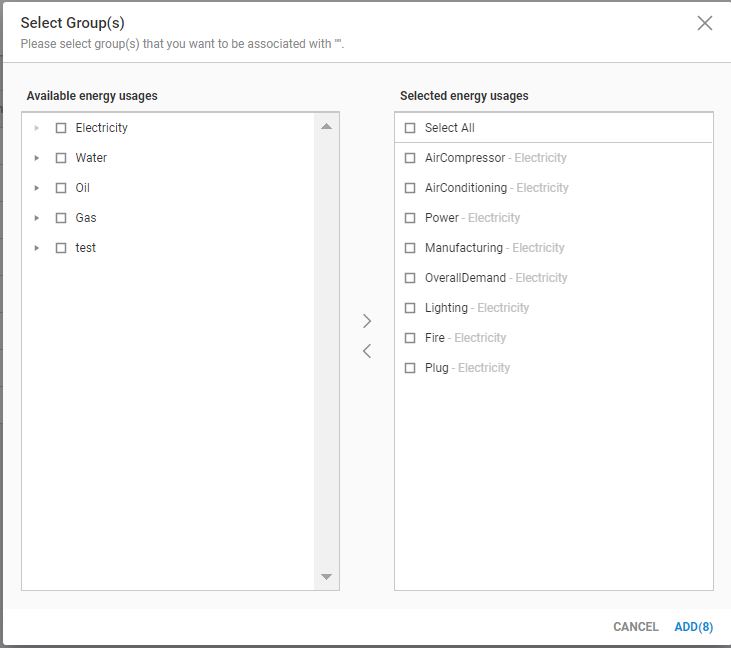 Select Group(s)
Please select group(s) that you want to be associated with "".
Available energy usages
Electricity
Water
Oil
Gas
test
Selected energy usages
Select All
AirCompressor - Electricity
AirConditioning - Electricity
Power - Electricity
Manufacturing - Electricity
OverallDemand - Electricity
Lighting - Electricity
Fire - Electricity
Plug - Electricity
CANCEL ADD(8)